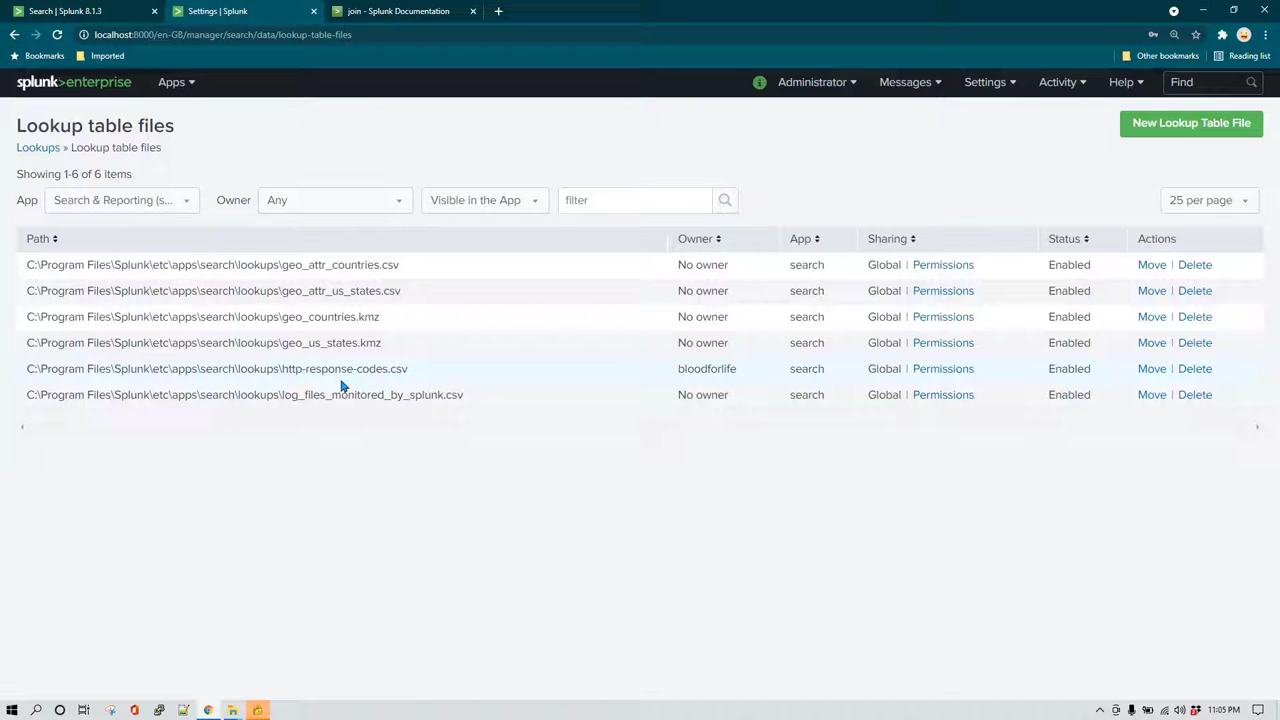 Search | Splunk 8.1.3
Settings | Splunk
join - Splunk Documentation
localhost:8000/en-GB/manager/search/data/lookup-table-files
Bookmarks Imported Other bookmarks Reading list
splunk>enterprise Apps Administrator Messages Settings Activity Help Find
Lookup table files
New Lookup Table File
Lookups » Lookup table files
Showing 1-6 of 6 items
App Search & Reporting (s... Owner Any Visible in the App filter 25 per page
Path Owner App Sharing Status Actions
C:\Program Files\Splunk\etc\apps\search\lookups\geo_attr_countries.csv No owner search Global | Permissions Enabled Move | Delete
C:\Program Files\Splunk\etc\apps\search\lookups\geo_attr_us_states.csv No owner search Global | Permissions Enabled Move | Delete
C:\Program Files\Splunk\etc\apps\search\lookups\geo_countries.kmz No owner search Global | Permissions Enabled Move | Delete
C:\Program Files\Splunk\etc\apps\search\lookups\geo_us_states.kmz No owner search Global | Permissions Enabled Move | Delete
C:\Program Files\Splunk\etc\apps\search\lookups\http-response-codes.csv bloodforlife search Global | Permissions Enabled Move | Delete
C:\Program Files\Splunk\etc\apps\search\lookups\log_files_monitored_by_splunk.csv No owner search Global | Permissions Enabled Move | Delete
11:05 PM